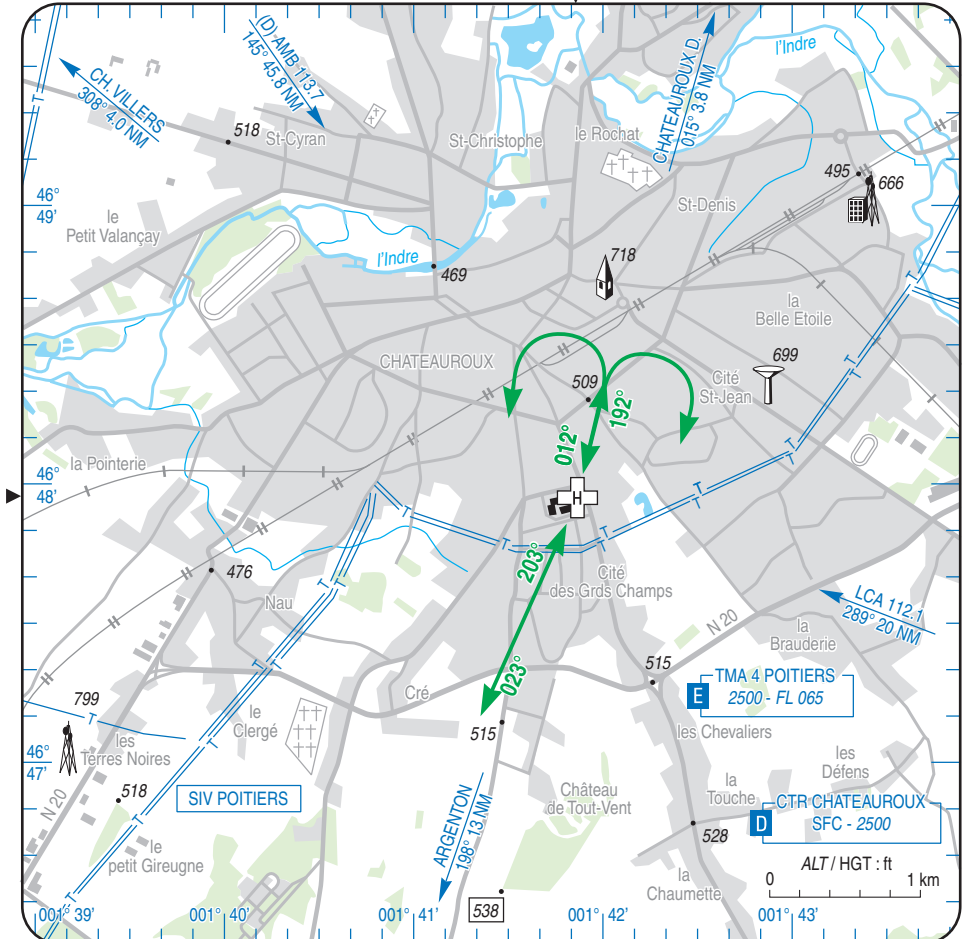 (D) AMB 113.7
145° 45.8 NM
CH. VILLERS
308° 4.0 NM
CHATEAUROUX D.
015° 3.8 NM
l'Indre
518
St-Cyran
St-Christophe
le Rochat
495
666
46°
49'
le
Petit Valançay
St-Denis
l'Indre
469
718
la
Belle Etoile
CHATEAUROUX
509
699
Cité
St-Jean
192°
012°
la Pointerie
46°
48'
H
203°
476
Nau
Cité
des Grds Champs
LCA 112.1
289° 20 NM
N 20
la
Brauderie
023°
515
Cré
TMA 4 POITIERS
E
2500 - FL 065
799
le
Clergé
515
les Chevaliers
les
Terres Noires
46°
47'
les
Défens
518
SIV POITIERS
Château
de Tout-Vent
la
Touche
CTR CHATEAUROUX
D
SFC - 2500
N 20
528
le
petit Gireugne
ARGENTON
198° 13 NM
ALT / HGT : ft
0 1 km
la
Chaumette
538
001° 39' 001° 40' 001° 41' 001° 42' 001° 43'
T T T T T T T T T T T T T T T T